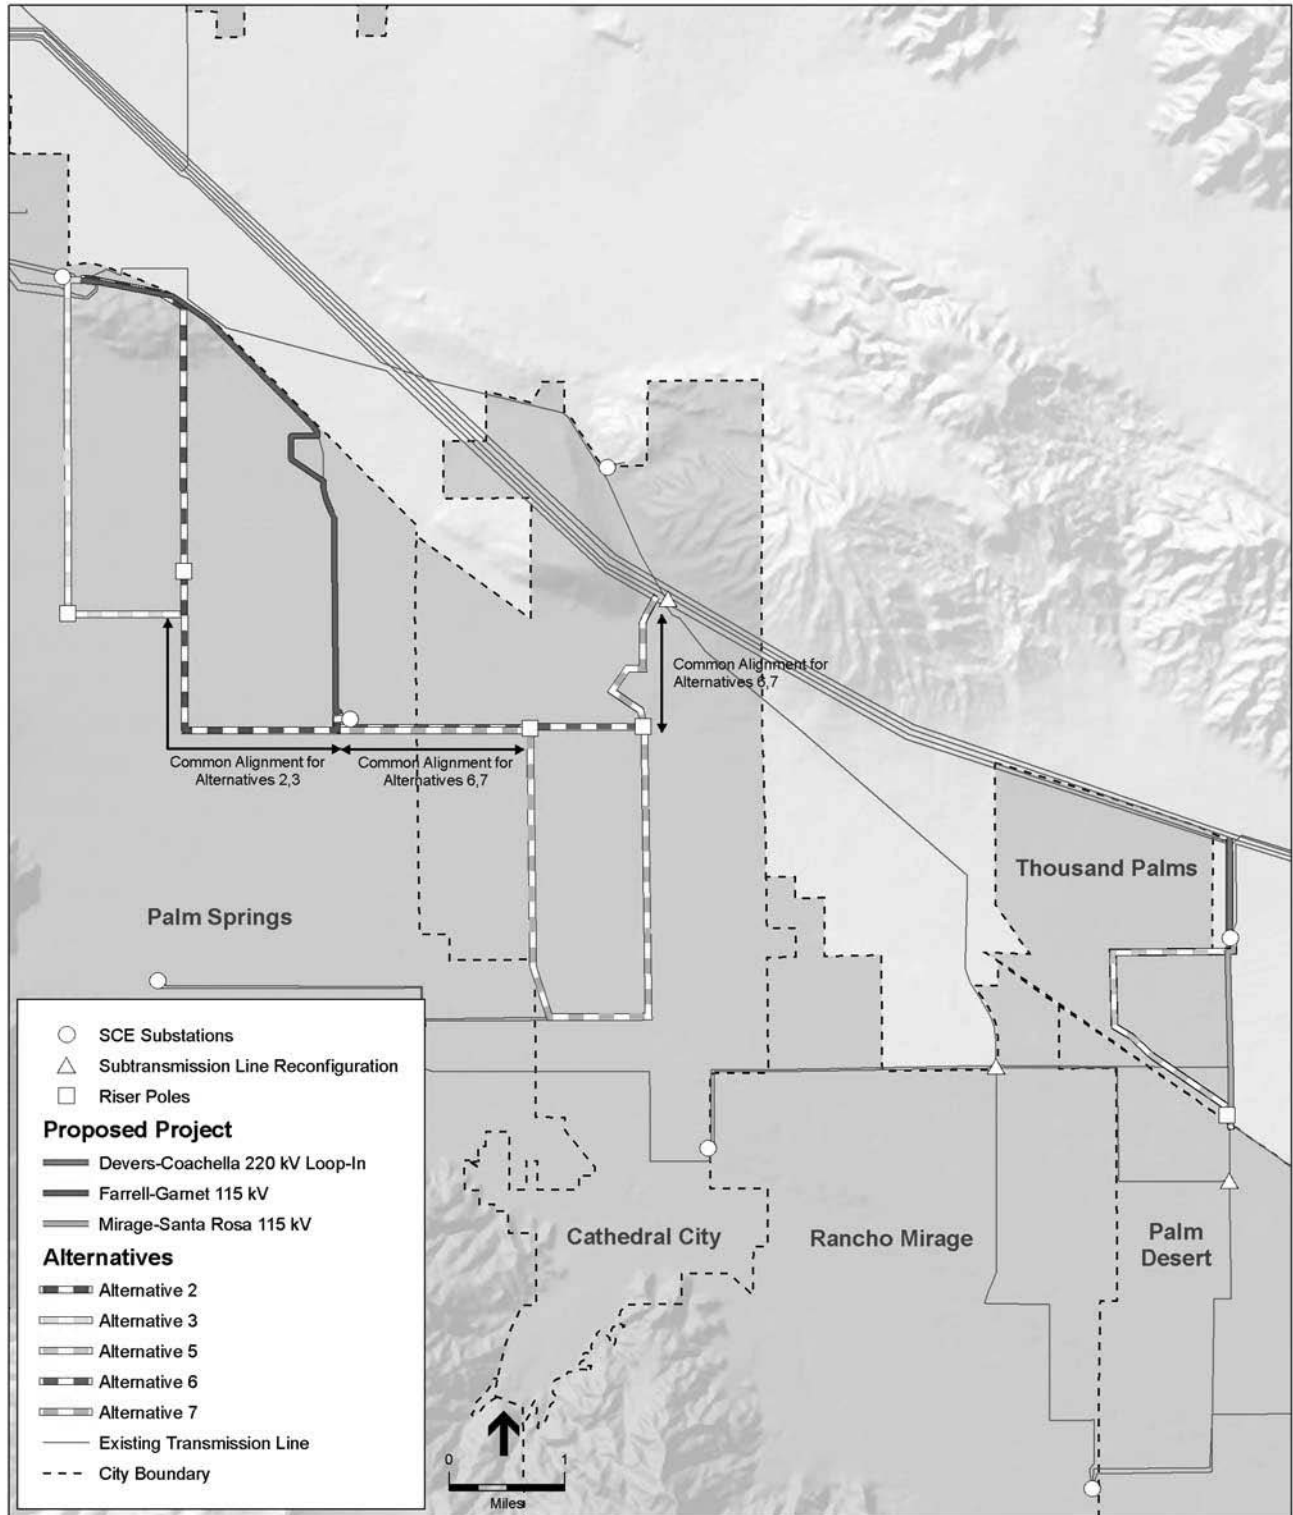 Common Alignment for
Alternatives 6,7
Common Alignment for
Alternatives 2,3
Common Alignment for
Alternatives 6,7
Thousand Palms
Palm Springs
Cathedral City
Rancho Mirage
Palm
Desert
SCE Substations
Subtransmission Line Reconfiguration
Riser Poles
Proposed Project
Devers-Coachella 220 kV Loop-In
Farrell-Garnet 115 kV
Mirage-Santa Rosa 115 kV
Alternatives
Alternative 2
Alternative 3
Alternative 5
Alternative 6
Alternative 7
Existing Transmission Line
City Boundary
0 1
Miles